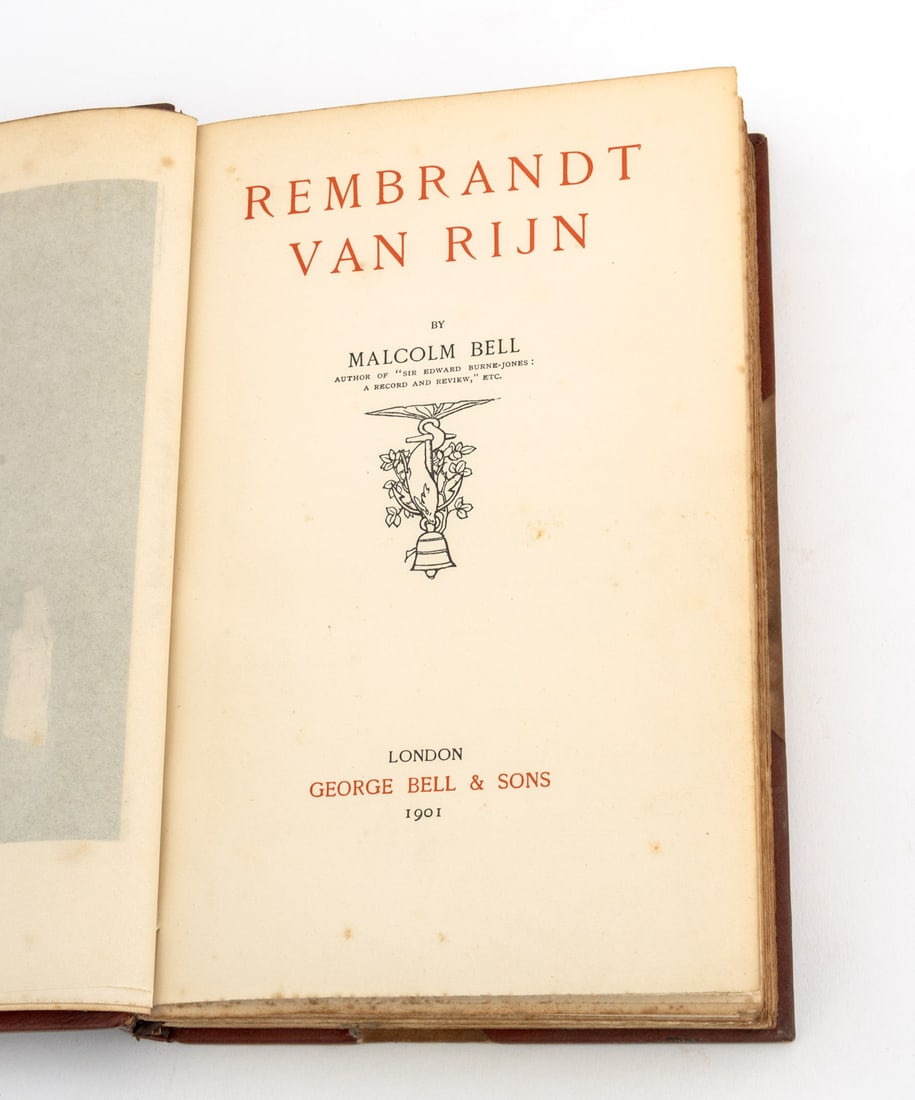 REMBRANDT
VAN RIJN
BY
MALCOLM BELL
AUTHOR OF "SIR EDWARD BURNE-JONES:
A RECORD AND REVIEW," ETC.
LONDON
GEORGE BELL & SONS
1901